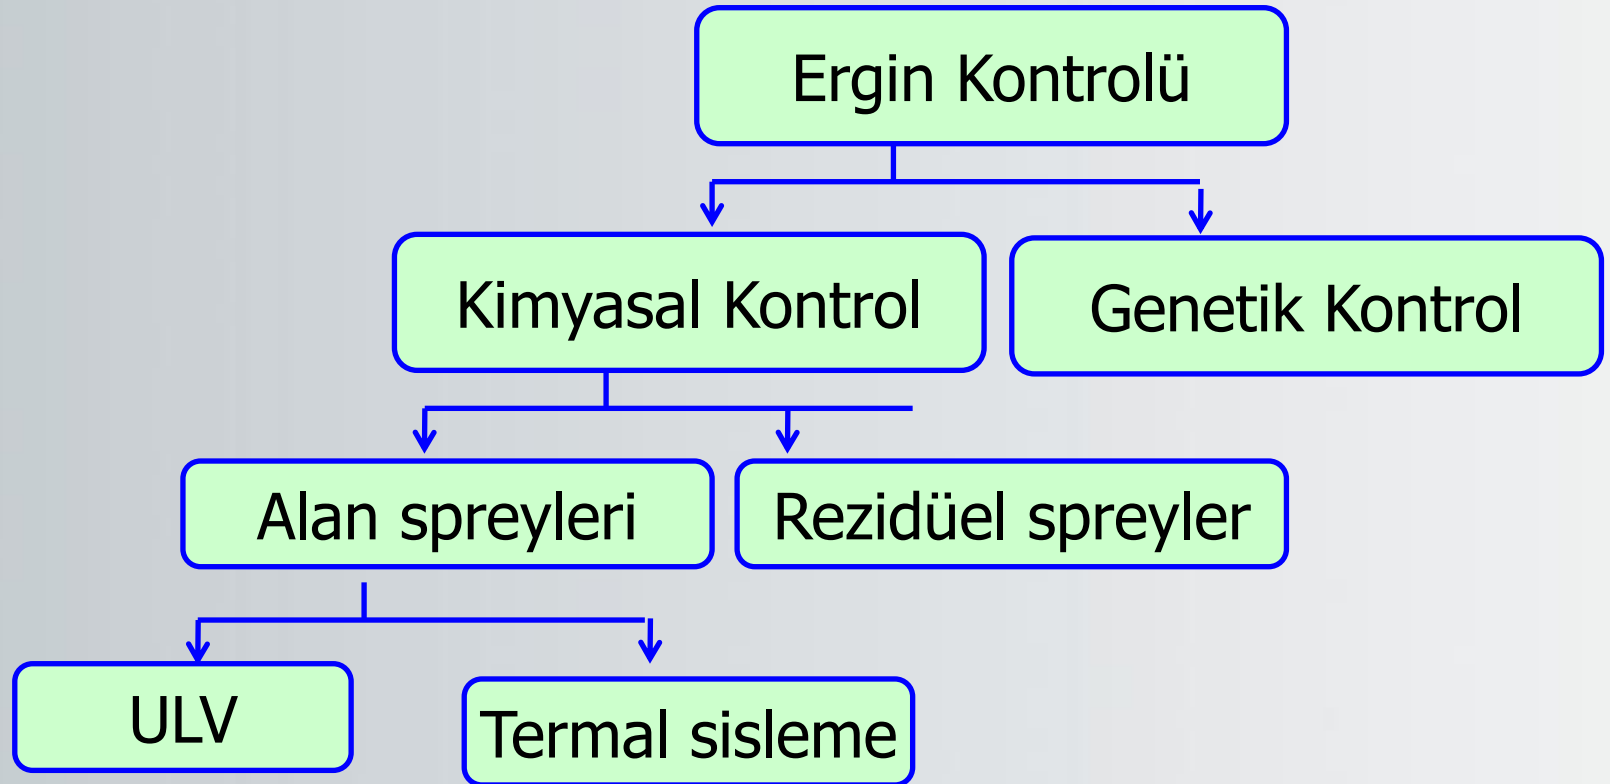 Ergin Kontrolü
Kimyasal Kontrol
Genetik Kontrol
Alan spreyleri
Rezidüel spreyler
ULV
Termal sisleme